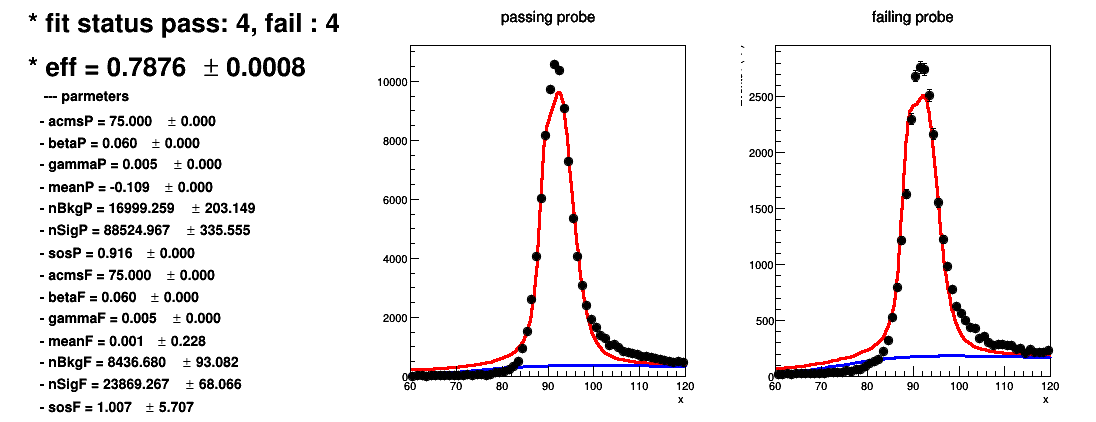 * fit status pass: 4, fail : 4
* eff = 0.7876 ± 0.0008
--- parmeters
- acmsP = 75.000 ± 0.000
- betaP = 0.060 ± 0.000
- gammaP = 0.005 ± 0.000
- meanP = -0.109 ± 0.000
- nBkgP = 16999.259 ± 203.149
- nSigP = 88524.967 ± 335.555
- sosP = 0.916 ± 0.000
- acmsF = 75.000 ± 0.000
- betaF = 0.060 ± 0.000
- gammaF = 0.005 ± 0.000
- meanF = 0.001 ± 0.228
- nBkgF = 8436.680 ± 93.082
- nSigF = 23869.267 ± 68.066
- sosF = 1.007 ± 5.707
passing probe
10000
8000
6000
4000
2000
0
60 70 80 90 100 110 120
x
failing probe
2500
2000
1500
1000
500
0
60 70 80 90 100 110 120
x